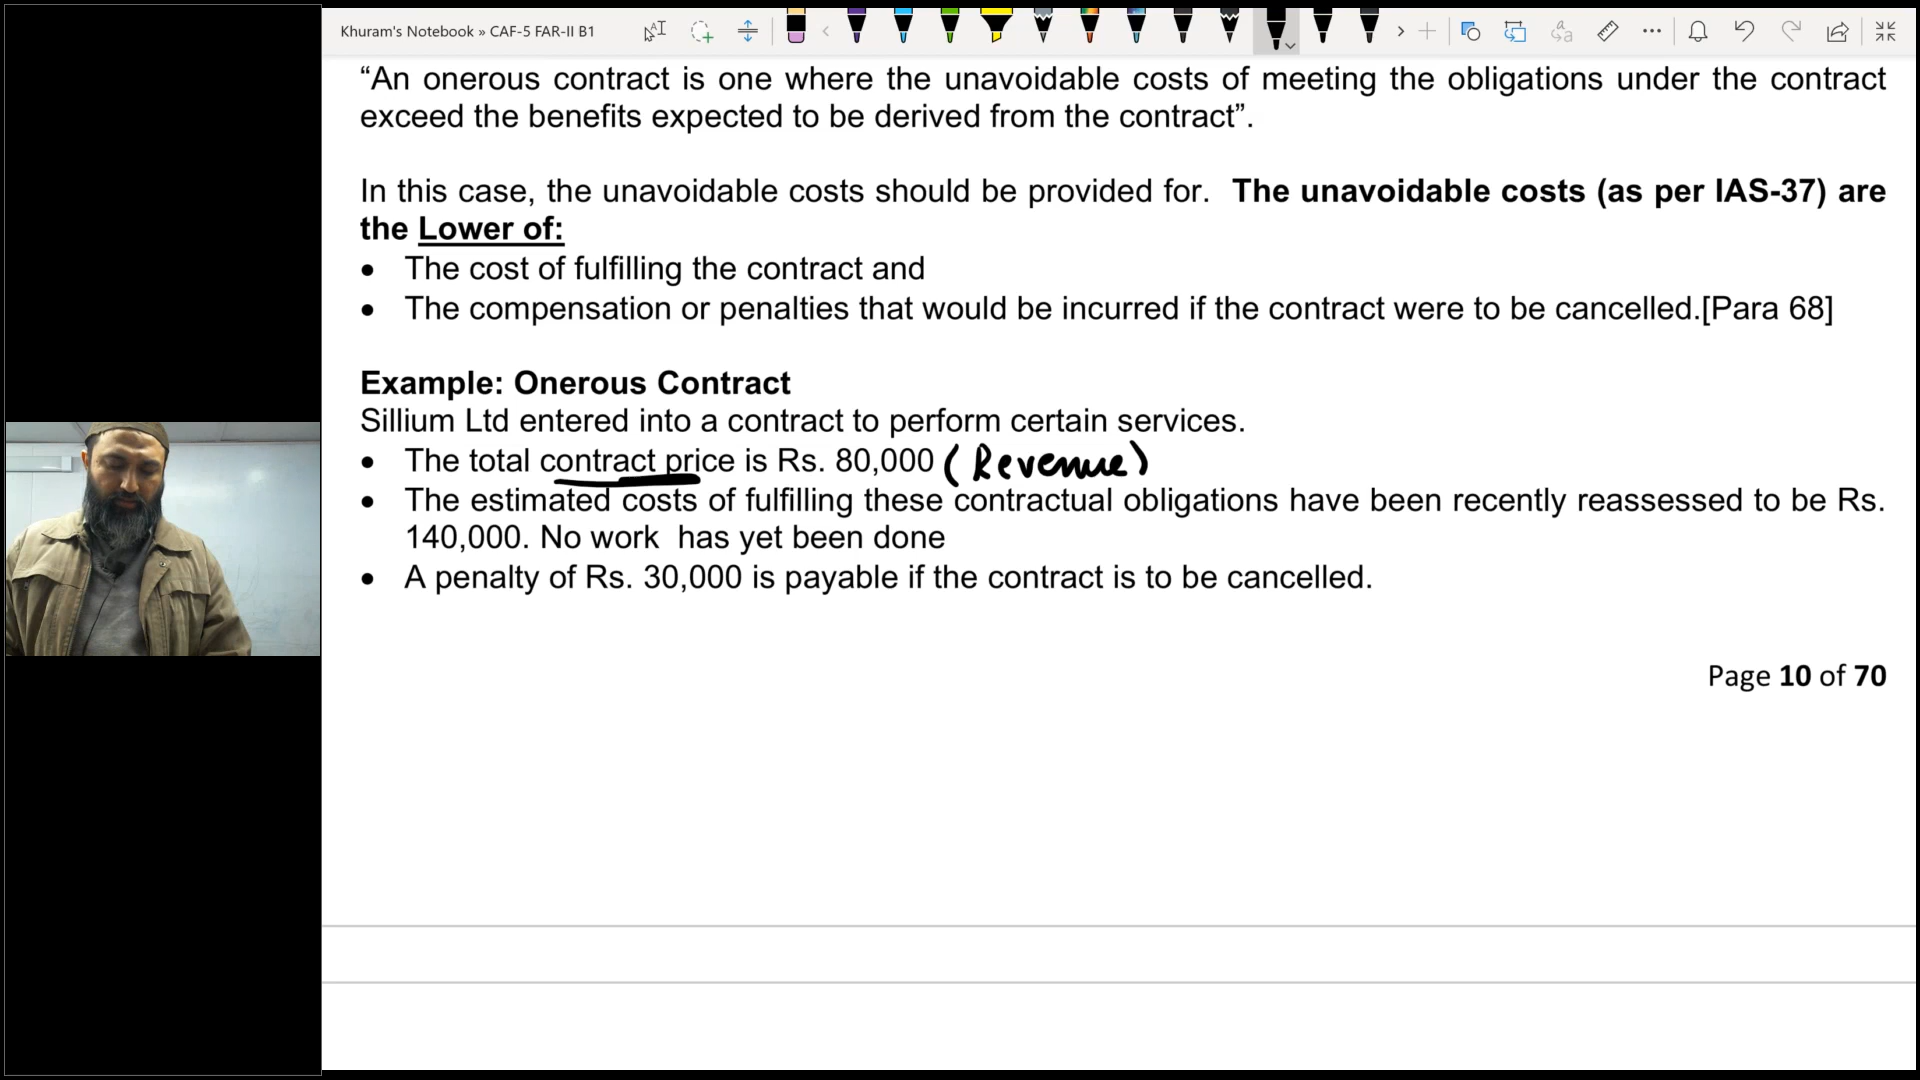 Khuram's Notebook » CAF-5 FAR-II B1
“An onerous contract is one where the unavoidable costs of meeting the obligations under the contract
exceed the benefits expected to be derived from the contract”.
In this case, the unavoidable costs should be provided for. The unavoidable costs (as per IAS-37) are
the Lower of:
• The cost of fulfilling the contract and
• The compensation or penalties that would be incurred if the contract were to be cancelled.[Para 68]
Example: Onerous Contract
Sillium Ltd entered into a contract to perform certain services.
• The total contract price is Rs. 80,000 (Revenue)
• The estimated costs of fulfilling these contractual obligations have been recently reassessed to be Rs.
140,000. No work has yet been done
• A penalty of Rs. 30,000 is payable if the contract is to be cancelled.
Page 10 of 70